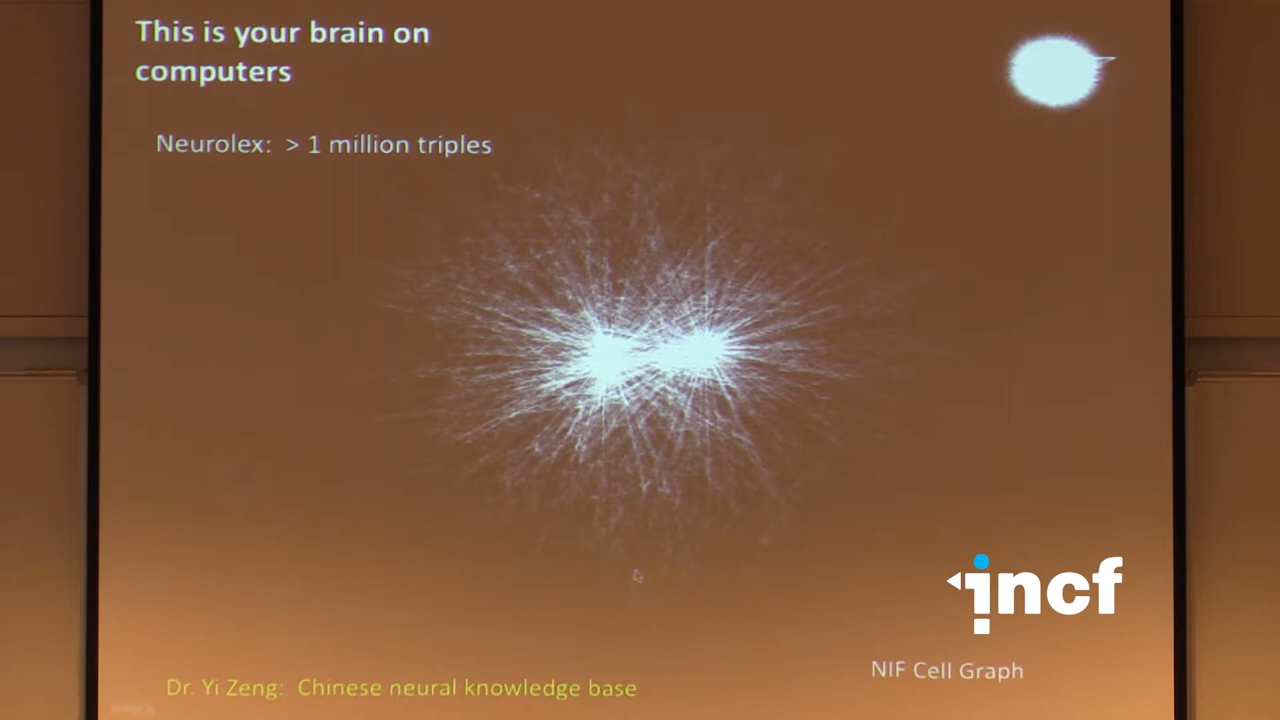 This is your brain on
computers
Neurolex: > 1 million triples
incf
NIF Cell Graph
Dr. Yi Zeng: Chinese neural knowledge base